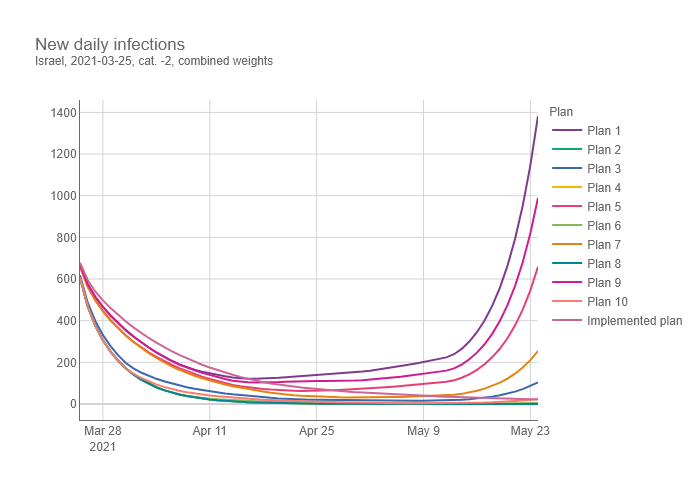 New daily infections
Israel, 2021-03-25, cat. -2, combined weights
1400
1200
1000
800
600
400
200
0
Mar 28
2021
Apr 11
Apr 25
May 9
May 23
Plan
Plan 1
Plan 2
Plan 3
Plan 4
Plan 5
Plan 6
Plan 7
Plan 8
Plan 9
Plan 10
Implemented plan